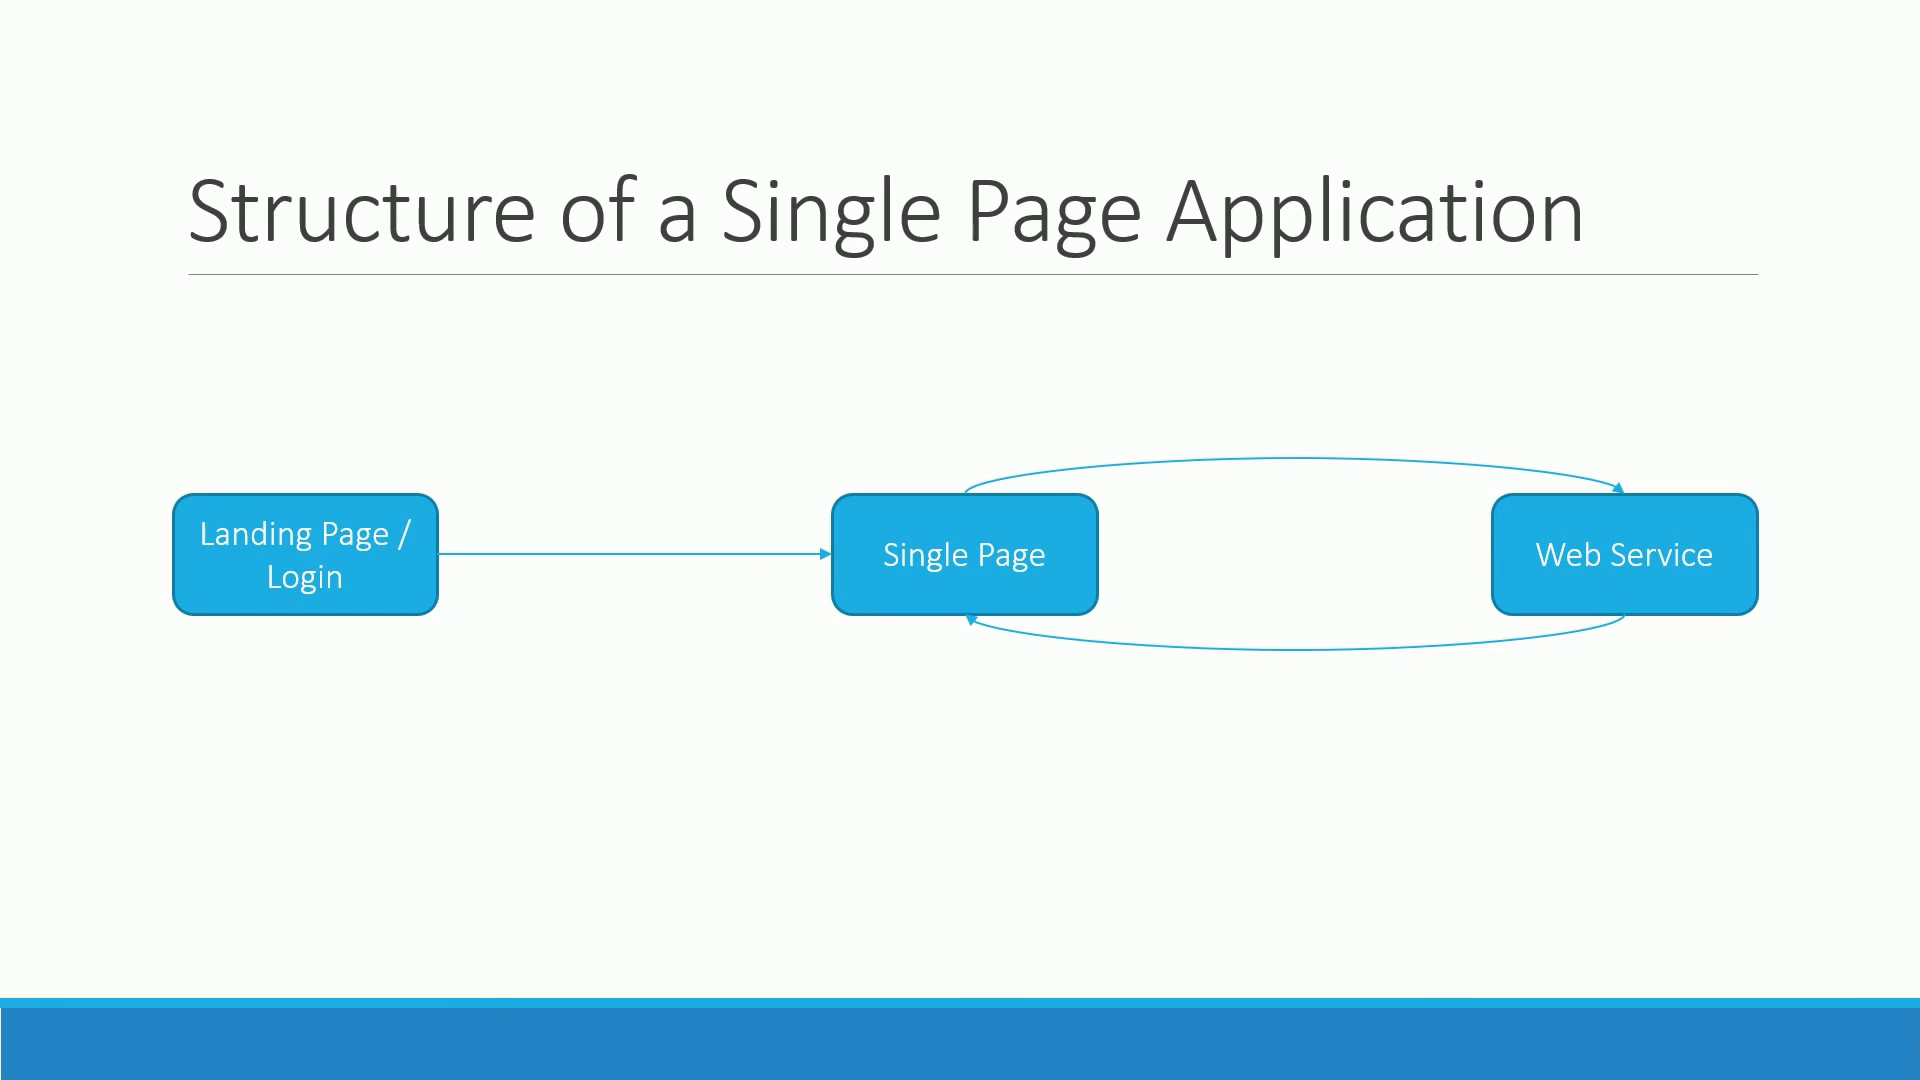 Structure of a Single Page Application
Landing Page /
Login
Single Page
Web Service